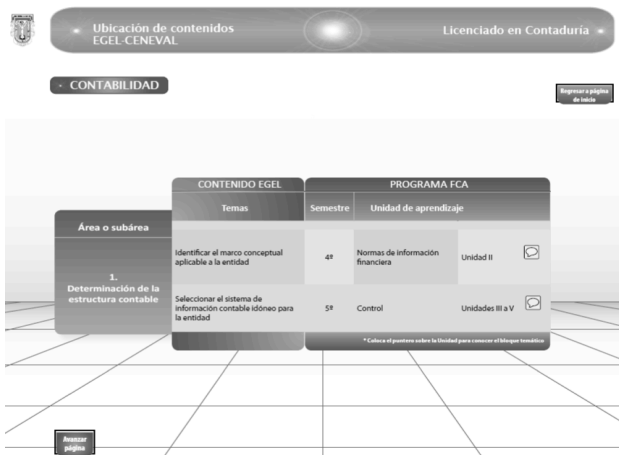 Ubicación de contenidos
EGEL-CENEVAL
Licenciado en Contaduría
CONTABILIDAD
Regresar a página
de inicio
CONTENIDO EGEL
PROGRAMA FCA
Temas
Semestre
Unidad de aprendizaje
Área o subárea
1.
Determinación de la
estructura contable
Identificar el marco conceptual
aplicable a la entidad
4º
Normas de información
financiera
Unidad II
Seleccionar el sistema de
información contable idóneo para
la entidad
5º
Control
Unidades III a V
* Coloca el puntero sobre la Unidad para conocer el bloque temático
Avanzar
página